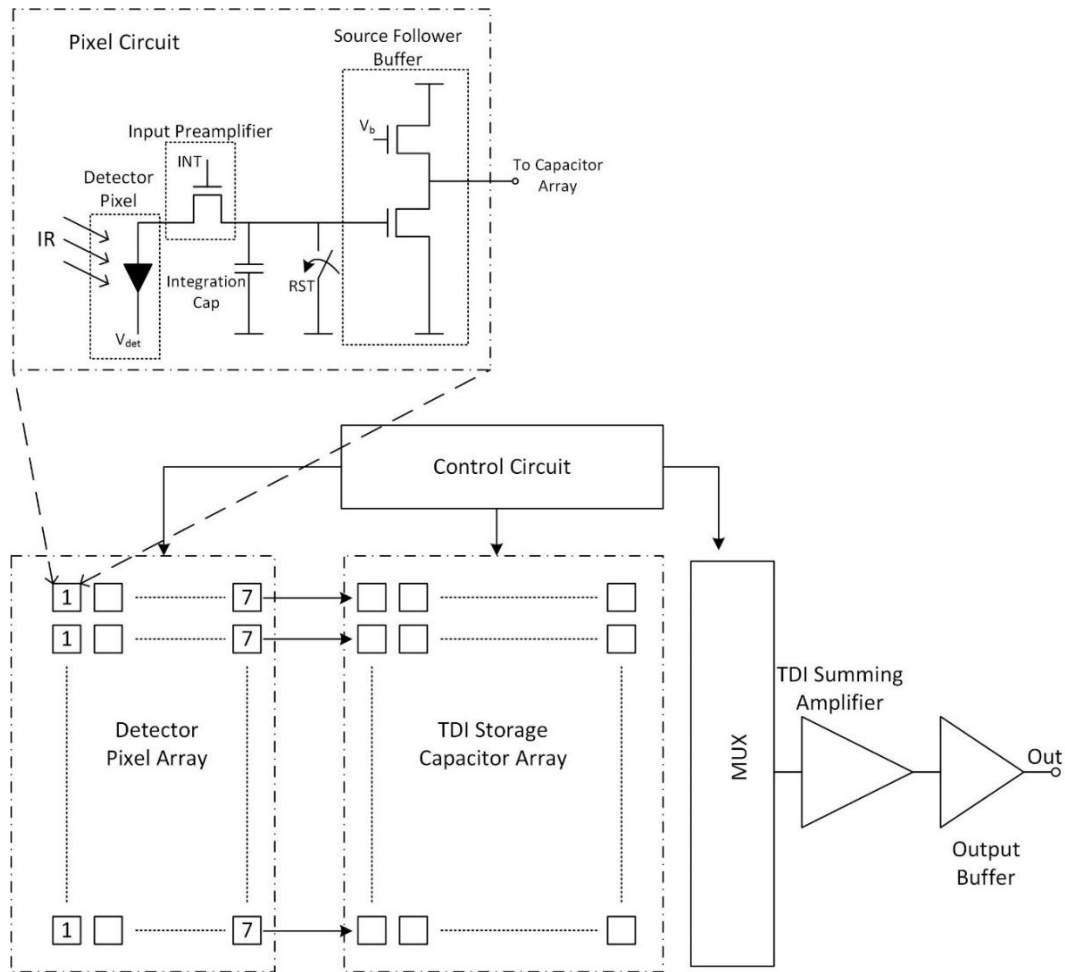 Pixel Circuit
Source Follower
Buffer
V_b
Input Preamplifier
INT
To Capacitor
Array
Detector
Pixel
IR
Integration
Cap
RST
V_det
Control Circuit
1
7
1
7
Detector
Pixel Array
TDI Storage
Capacitor Array
MUX
TDI Summing
Amplifier
Out
Output
Buffer
1
7